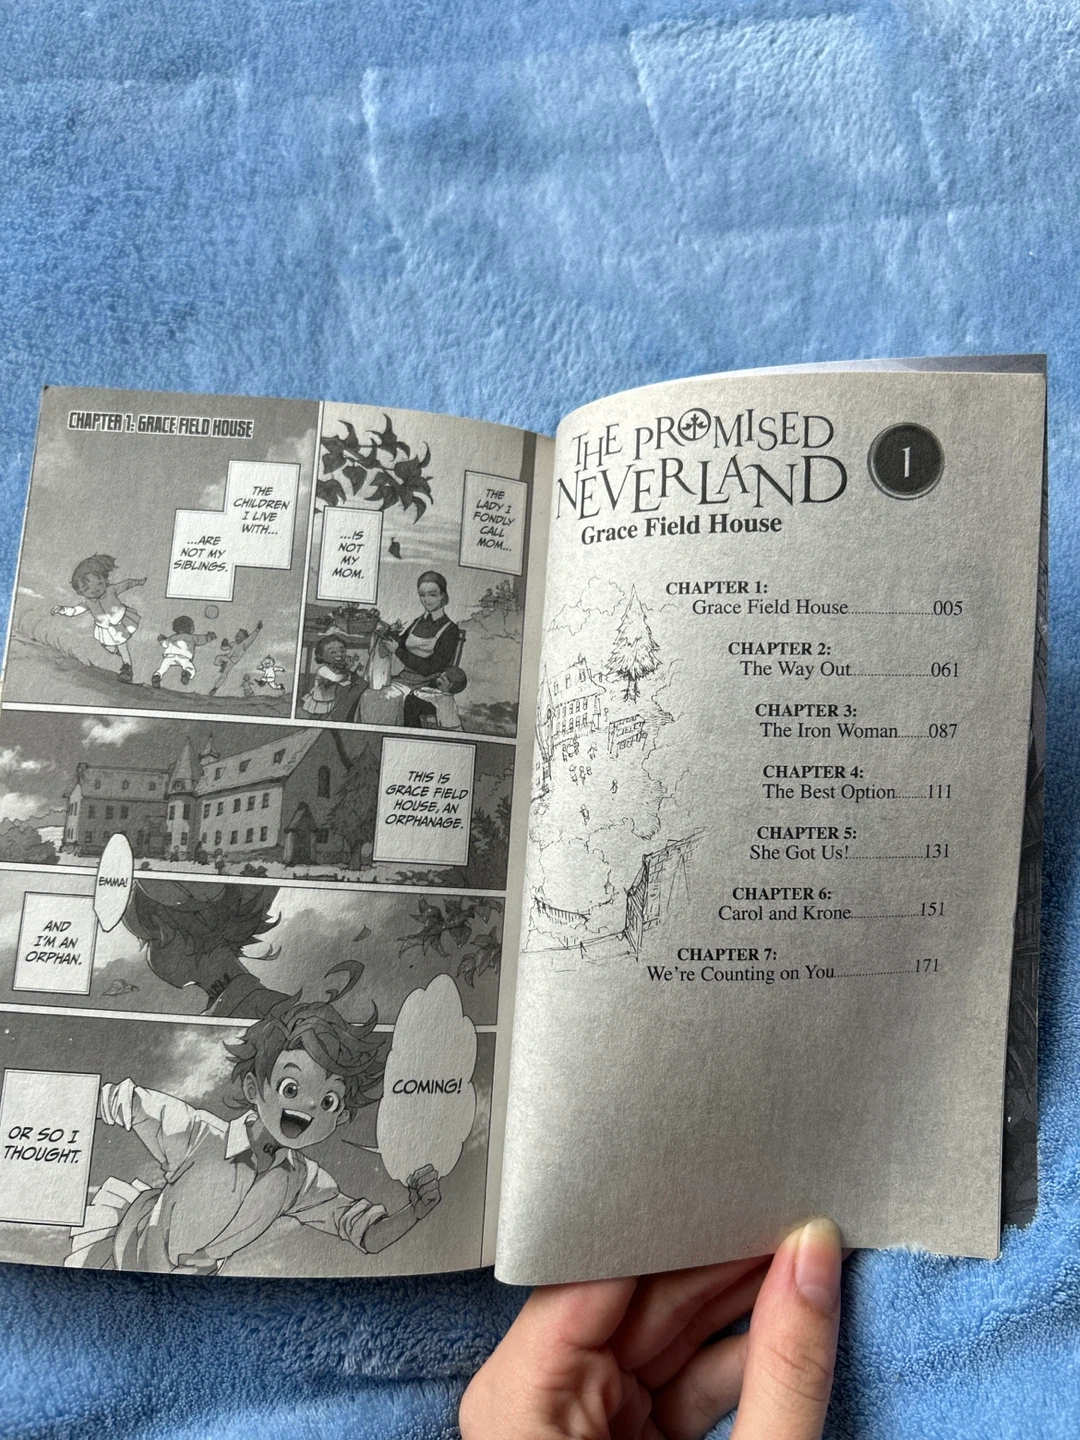 THE PROMISED
NEVERLAND
1
Grace Field House
CHAPTER 1:
Grace Field House........................005
CHAPTER 2:
The Way Out.......................061
CHAPTER 3:
The Iron Woman.........087
CHAPTER 4:
The Best Option.........111
CHAPTER 5:
She Got Us!.....................131
CHAPTER 6:
Carol and Krone....................151
CHAPTER 7:
We're Counting on You.......................171
CHAPTER 1: GRACE FIELD HOUSE
THE
LADY I
FONDLY
CALL
MOM...
...IS
NOT
MY
MOM.
THE
CHILDREN
I LIVE
WITH...
...ARE
NOT MY
SIBLINGS.
THIS IS
GRACE FIELD
HOUSE, AN
ORPHANAGE.
EMMA!
AND
I'M AN
ORPHAN.
COMING!
OR SO I
THOUGHT.